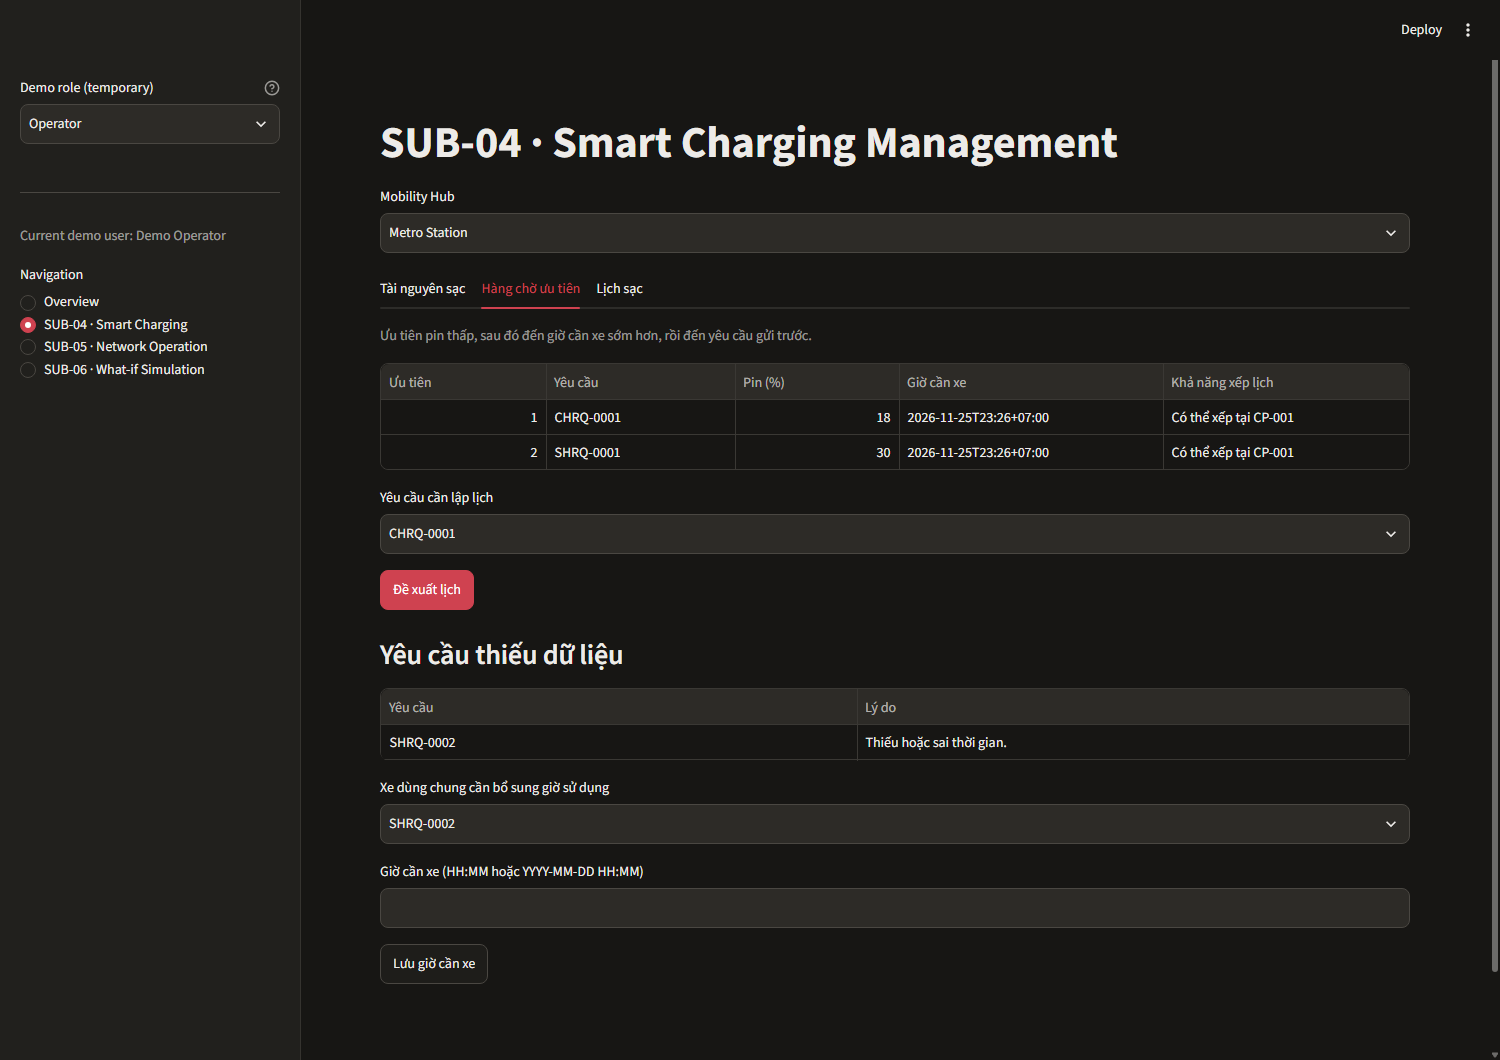 Deploy
Demo role (temporary)
Operator
Current demo user: Demo Operator
Navigation
Overview
SUB-04 · Smart Charging
SUB-05 · Network Operation
SUB-06 · What-if Simulation
SUB-04 · Smart Charging Management
Mobility Hub
Metro Station
Tài nguyên sạc Hàng chờ ưu tiên Lịch sạc
Ưu tiên pin thấp, sau đó đến giờ cần xe sớm hơn, rồi đến yêu cầu gửi trước.
Ưu tiên Yêu cầu Pin (%) Giờ cần xe Khả năng xếp lịch
1 CHRQ-0001 18 2026-11-25T23:26+07:00 Có thể xếp tại CP-001
2 SHRQ-0001 30 2026-11-25T23:26+07:00 Có thể xếp tại CP-001
Yêu cầu cần lập lịch
CHRQ-0001
Đề xuất lịch
Yêu cầu thiếu dữ liệu
Yêu cầu Lý do
SHRQ-0002 Thiếu hoặc sai thời gian.
Xe dùng chung cần bổ sung giờ sử dụng
SHRQ-0002
Giờ cần xe (HH:MM hoặc YYYY-MM-DD HH:MM)
Lưu giờ cần xe